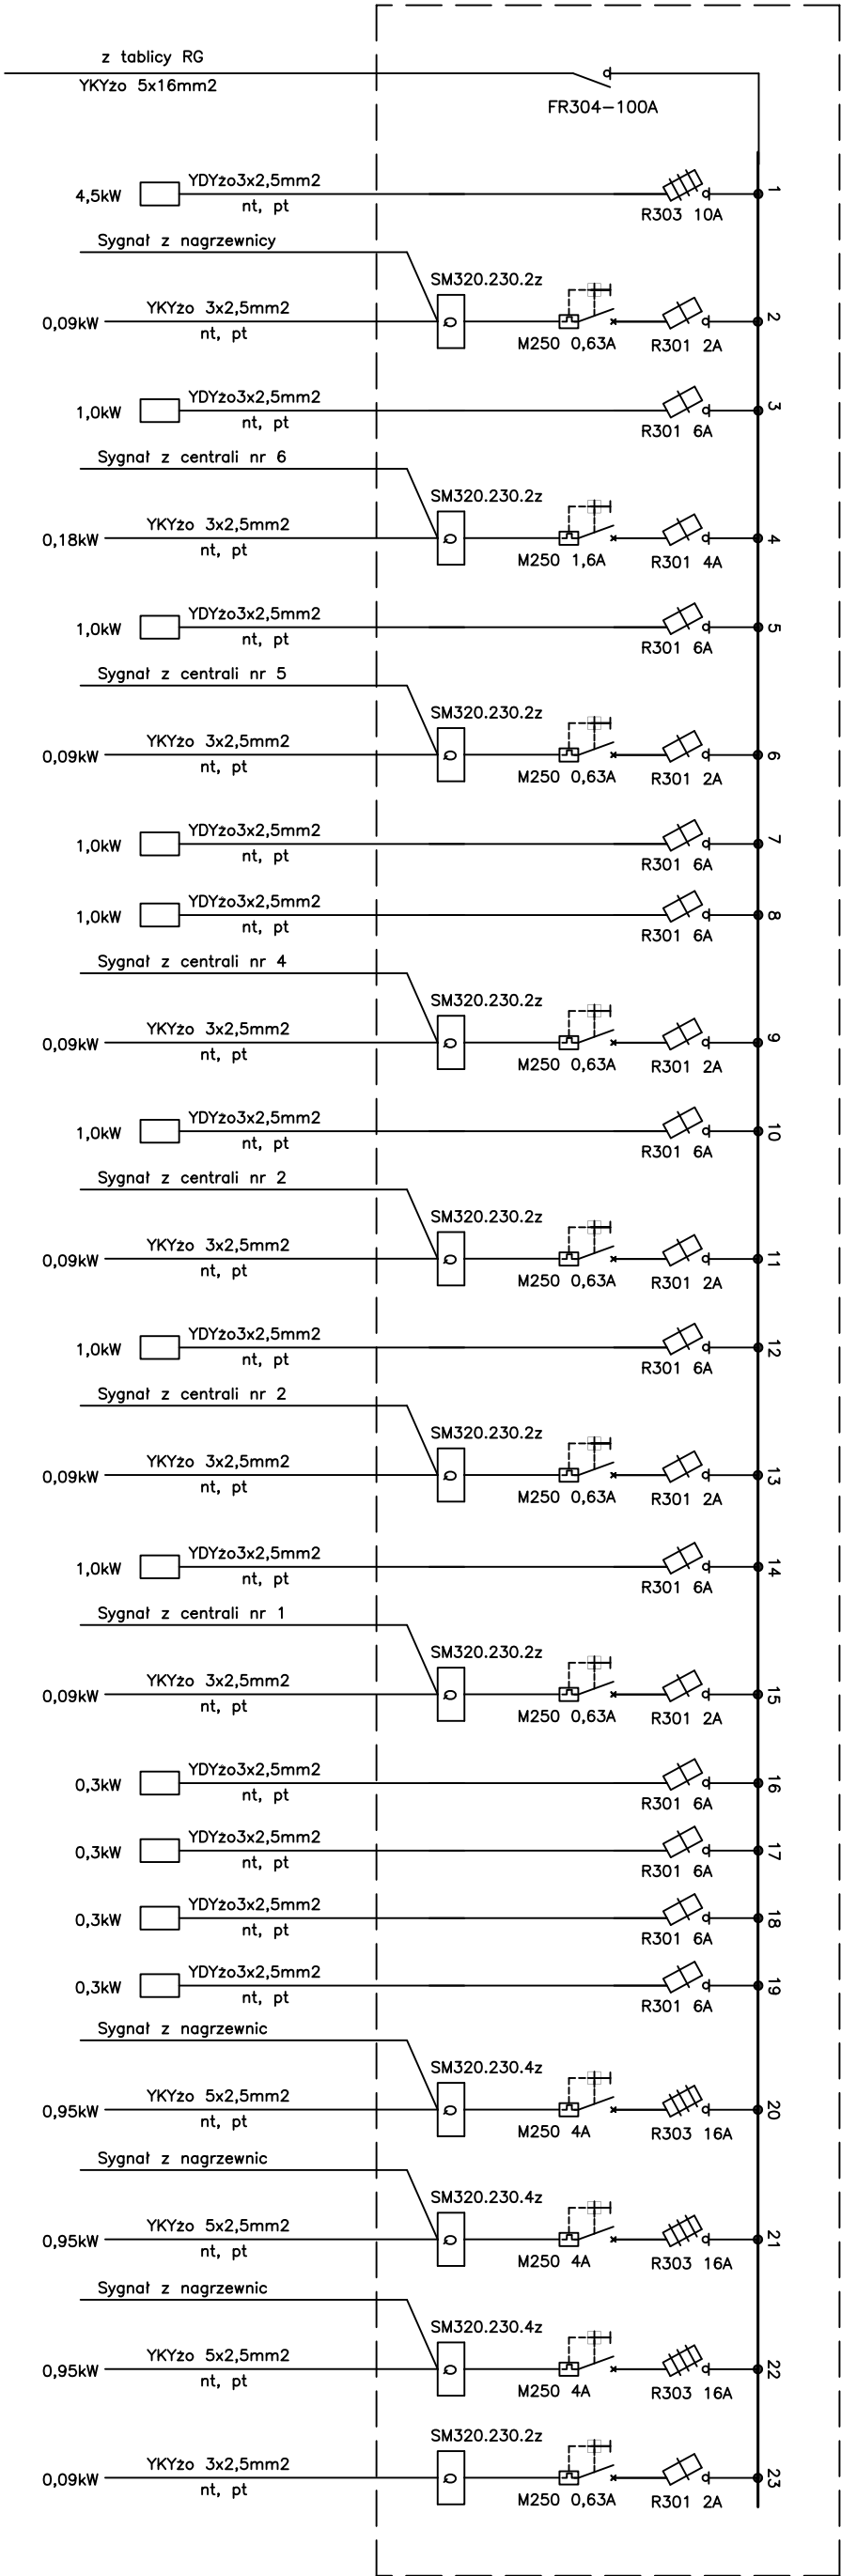 z tablicy RG
YKYżo 5x16mm2
FR304-100A
YDYżo3x2,5mm2
4,5kW
nt, pt
R303 10A
1
Sygnał z nagrzewnicy
SM320.230.2z
YKYżo 3x2,5mm2
0,09kW
nt, pt
M250 0,63A
R301 2A
2
YDYżo3x2,5mm2
1,0kW
nt, pt
R301 6A
3
Sygnał z centrali nr 6
SM320.230.2z
YKYżo 3x2,5mm2
0,18kW
nt, pt
M250 1,6A
R301 4A
4
YDYżo3x2,5mm2
1,0kW
nt, pt
R301 6A
5
Sygnał z centrali nr 5
SM320.230.2z
YKYżo 3x2,5mm2
0,09kW
nt, pt
M250 0,63A
R301 2A
6
YDYżo3x2,5mm2
1,0kW
nt, pt
R301 6A
7
YDYżo3x2,5mm2
1,0kW
nt, pt
R301 6A
8
Sygnał z centrali nr 4
SM320.230.2z
YKYżo 3x2,5mm2
0,09kW
nt, pt
M250 0,63A
R301 2A
9
YDYżo3x2,5mm2
1,0kW
nt, pt
R301 6A
10
Sygnał z centrali nr 2
SM320.230.2z
YKYżo 3x2,5mm2
0,09kW
nt, pt
M250 0,63A
R301 2A
11
YDYżo3x2,5mm2
1,0kW
nt, pt
R301 6A
12
Sygnał z centrali nr 2
SM320.230.2z
YKYżo 3x2,5mm2
0,09kW
nt, pt
M250 0,63A
R301 2A
13
YDYżo3x2,5mm2
1,0kW
nt, pt
R301 6A
14
Sygnał z centrali nr 1
SM320.230.2z
YKYżo 3x2,5mm2
0,09kW
nt, pt
M250 0,63A
R301 2A
15
YDYżo3x2,5mm2
0,3kW
nt, pt
R301 6A
16
YDYżo3x2,5mm2
0,3kW
nt, pt
R301 6A
17
YDYżo3x2,5mm2
0,3kW
nt, pt
R301 6A
18
YDYżo3x2,5mm2
0,3kW
nt, pt
R301 6A
19
Sygnał z nagrzewnic
SM320.230.4z
YKYżo 5x2,5mm2
0,95kW
nt, pt
M250 4A
R303 16A
20
Sygnał z nagrzewnic
SM320.230.4z
YKYżo 5x2,5mm2
0,95kW
nt, pt
M250 4A
R303 16A
21
Sygnał z nagrzewnic
SM320.230.4z
YKYżo 5x2,5mm2
0,95kW
nt, pt
M250 4A
R303 16A
22
SM320.230.2z
YKYżo 3x2,5mm2
0,09kW
nt, pt
M250 0,63A
R301 2A
23